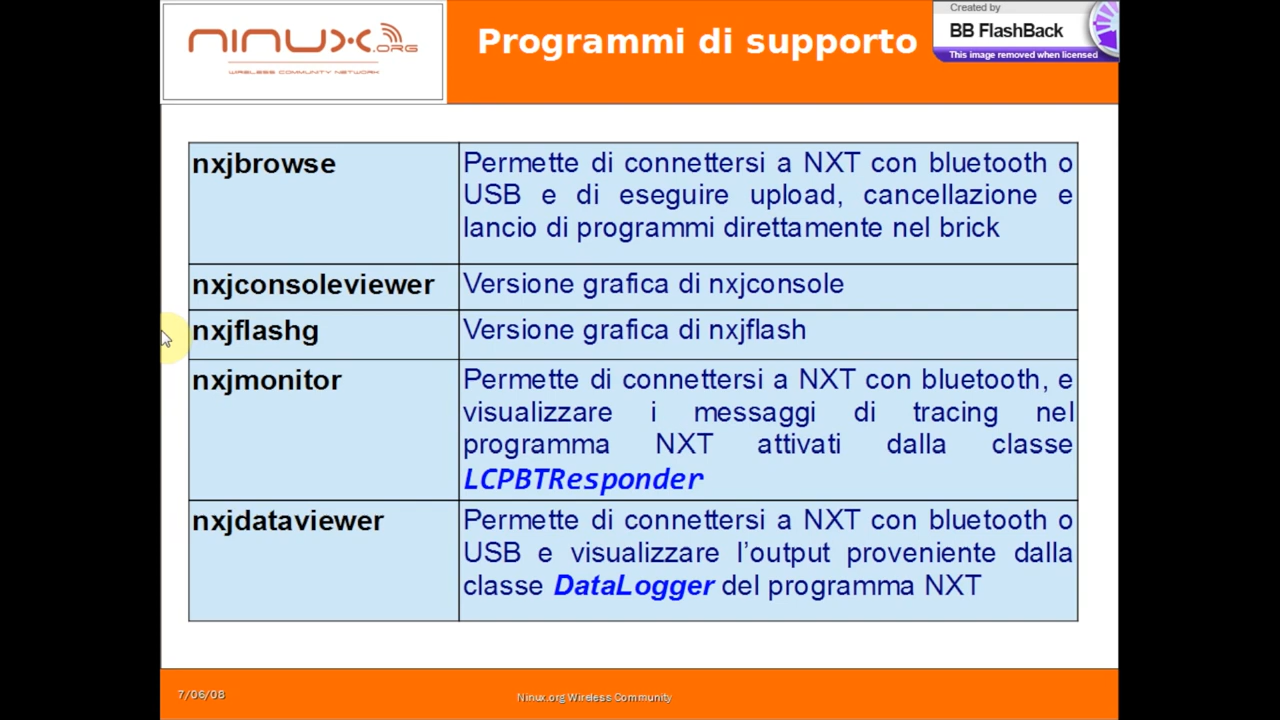 NINUX.ORG
WIRELESS COMMUNITY NETWORK
Programmi di supporto
Created by
BB FlashBack
This image removed when licensed
nxjbrowse
Permette di connettersi a NXT con bluetooth o
USB e di eseguire upload, cancellazione e
lancio di programmi direttamente nel brick
nxjconsoleviewer
Versione grafica di nxjconsole
nxjflashg
Versione grafica di nxjflash
nxjmonitor
Permette di connettersi a NXT con bluetooth, e
visualizzare i messaggi di tracing nel
programma NXT attivati dalla classe
LCPBTResponder
nxjdataviewer
Permette di connettersi a NXT con bluetooth o
USB e visualizzare l’output proveniente dalla
classe DataLogger del programma NXT
7/06/08
Ninux.org Wireless Community